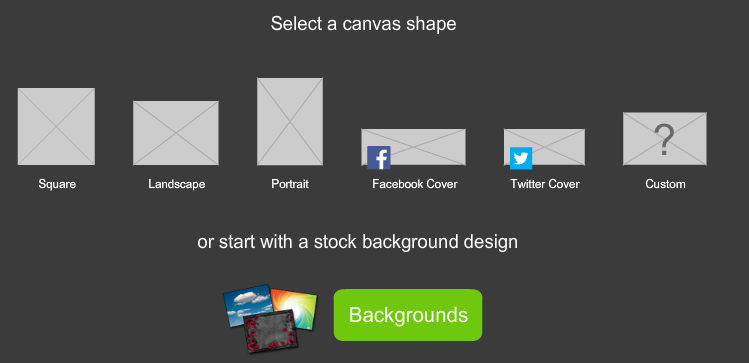 Select a canvas shape
Square
Landscape
Portrait
Facebook Cover
Twitter Cover
Custom
?
f
or start with a stock background design
Backgrounds